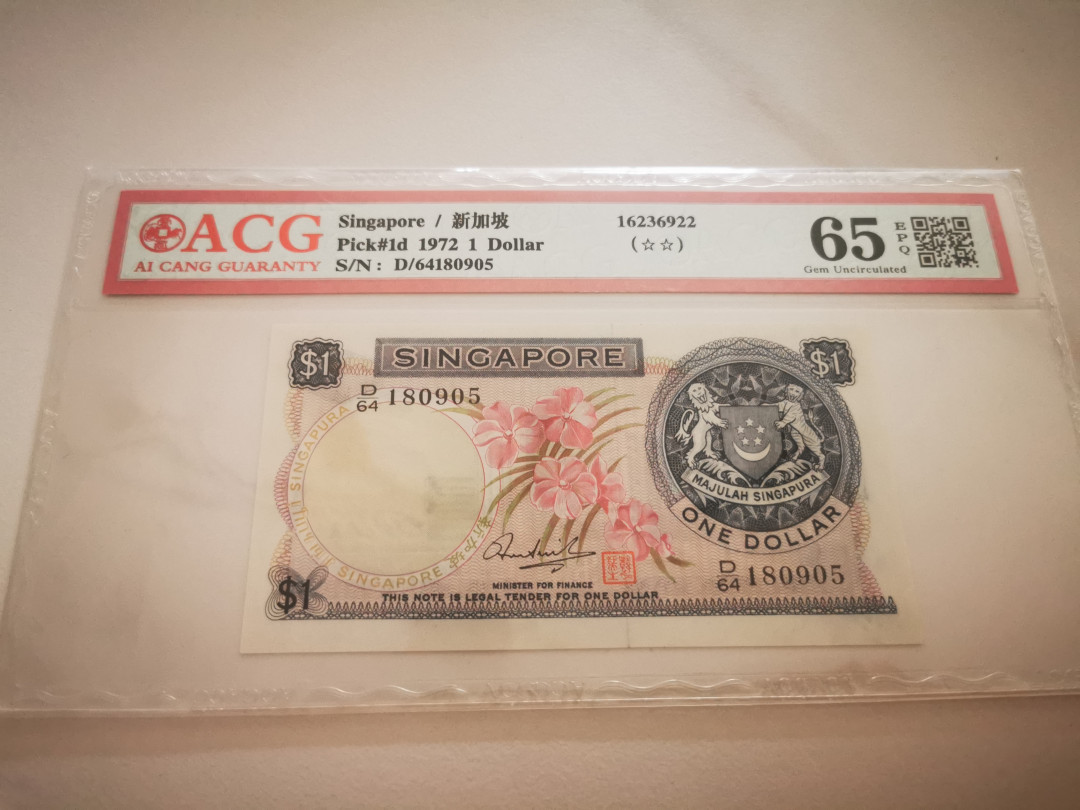 ACG
AI CANG GUARANTY
Singapore / 新加坡
Pick#1d 1972 1 Dollar
S/N: D/64180905
16236922
(☆☆)
65
EPQ
Gem Uncirculated
$1
SINGAPORE
$1
D/64 180905
SINGAPURA
SINGAPORE
MAJULAH SINGAPURA
ONE DOLLAR
D/64 180905
MINISTER FOR FINANCE
$1
THIS NOTE IS LEGAL TENDER FOR ONE DOLLAR